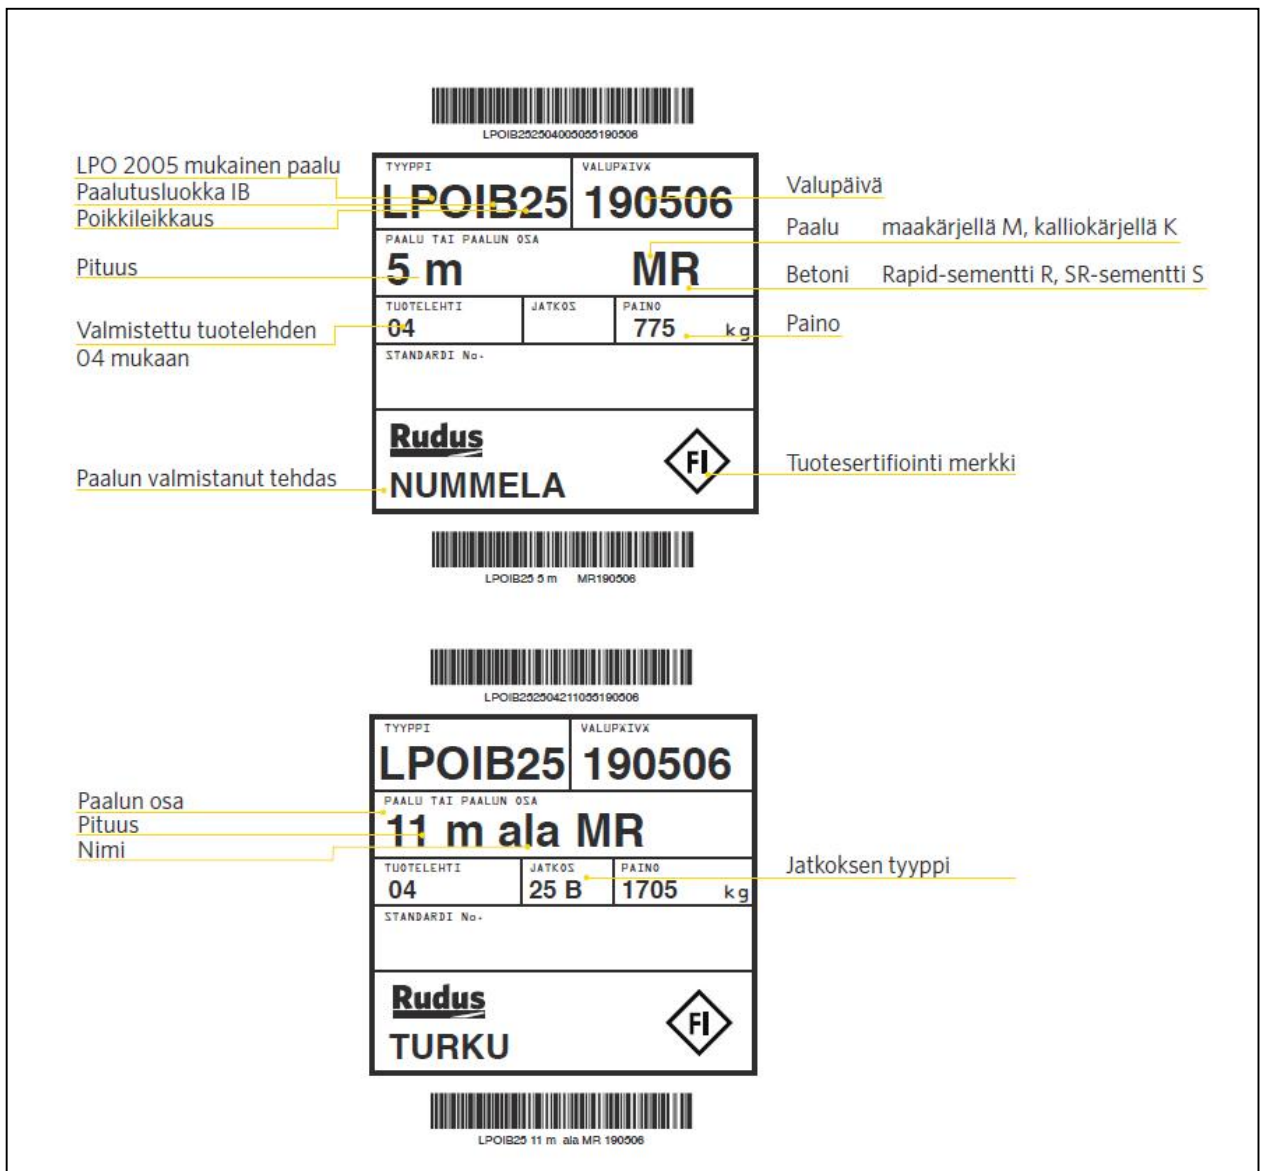 LPOIB252504005055190506
LPO 2005 mukainen paalu
Paalutusluokka IB
Poikkileikkaus
TYYPPI
LPOIB25
VALUPÄIVÄ
190506
Valupäivä
PAALU TAI PAALUN OSA
5 m MR
Pituus
Paalu maakärjellä M, kalliokärjellä K
Betoni Rapid-sementti R, SR-sementti S
TUOTELEHTI
04
JATKOS
PAINO
775 kg
Valmistettu tuotelehden
04 mukaan
Paino
STANDARDI No.
Rudus
NUMMELA
FI
Paalun valmistanut tehdas
Tuotesertifiointi merkki
LPOIB25 5 m MR190506
LPOIB252504211055190506
TYYPPI
LPOIB25
VALUPÄIVÄ
190506
Paalun osa
Pituus
Nimi
PAALU TAI PAALUN OSA
11 m ala MR
TUOTELEHTI
04
JATKOS
25 B
PAINO
1705 kg
Jatkoksen tyyppi
STANDARDI No.
Rudus
TURKU
FI
LPOIB25 11 m ala MR 190506